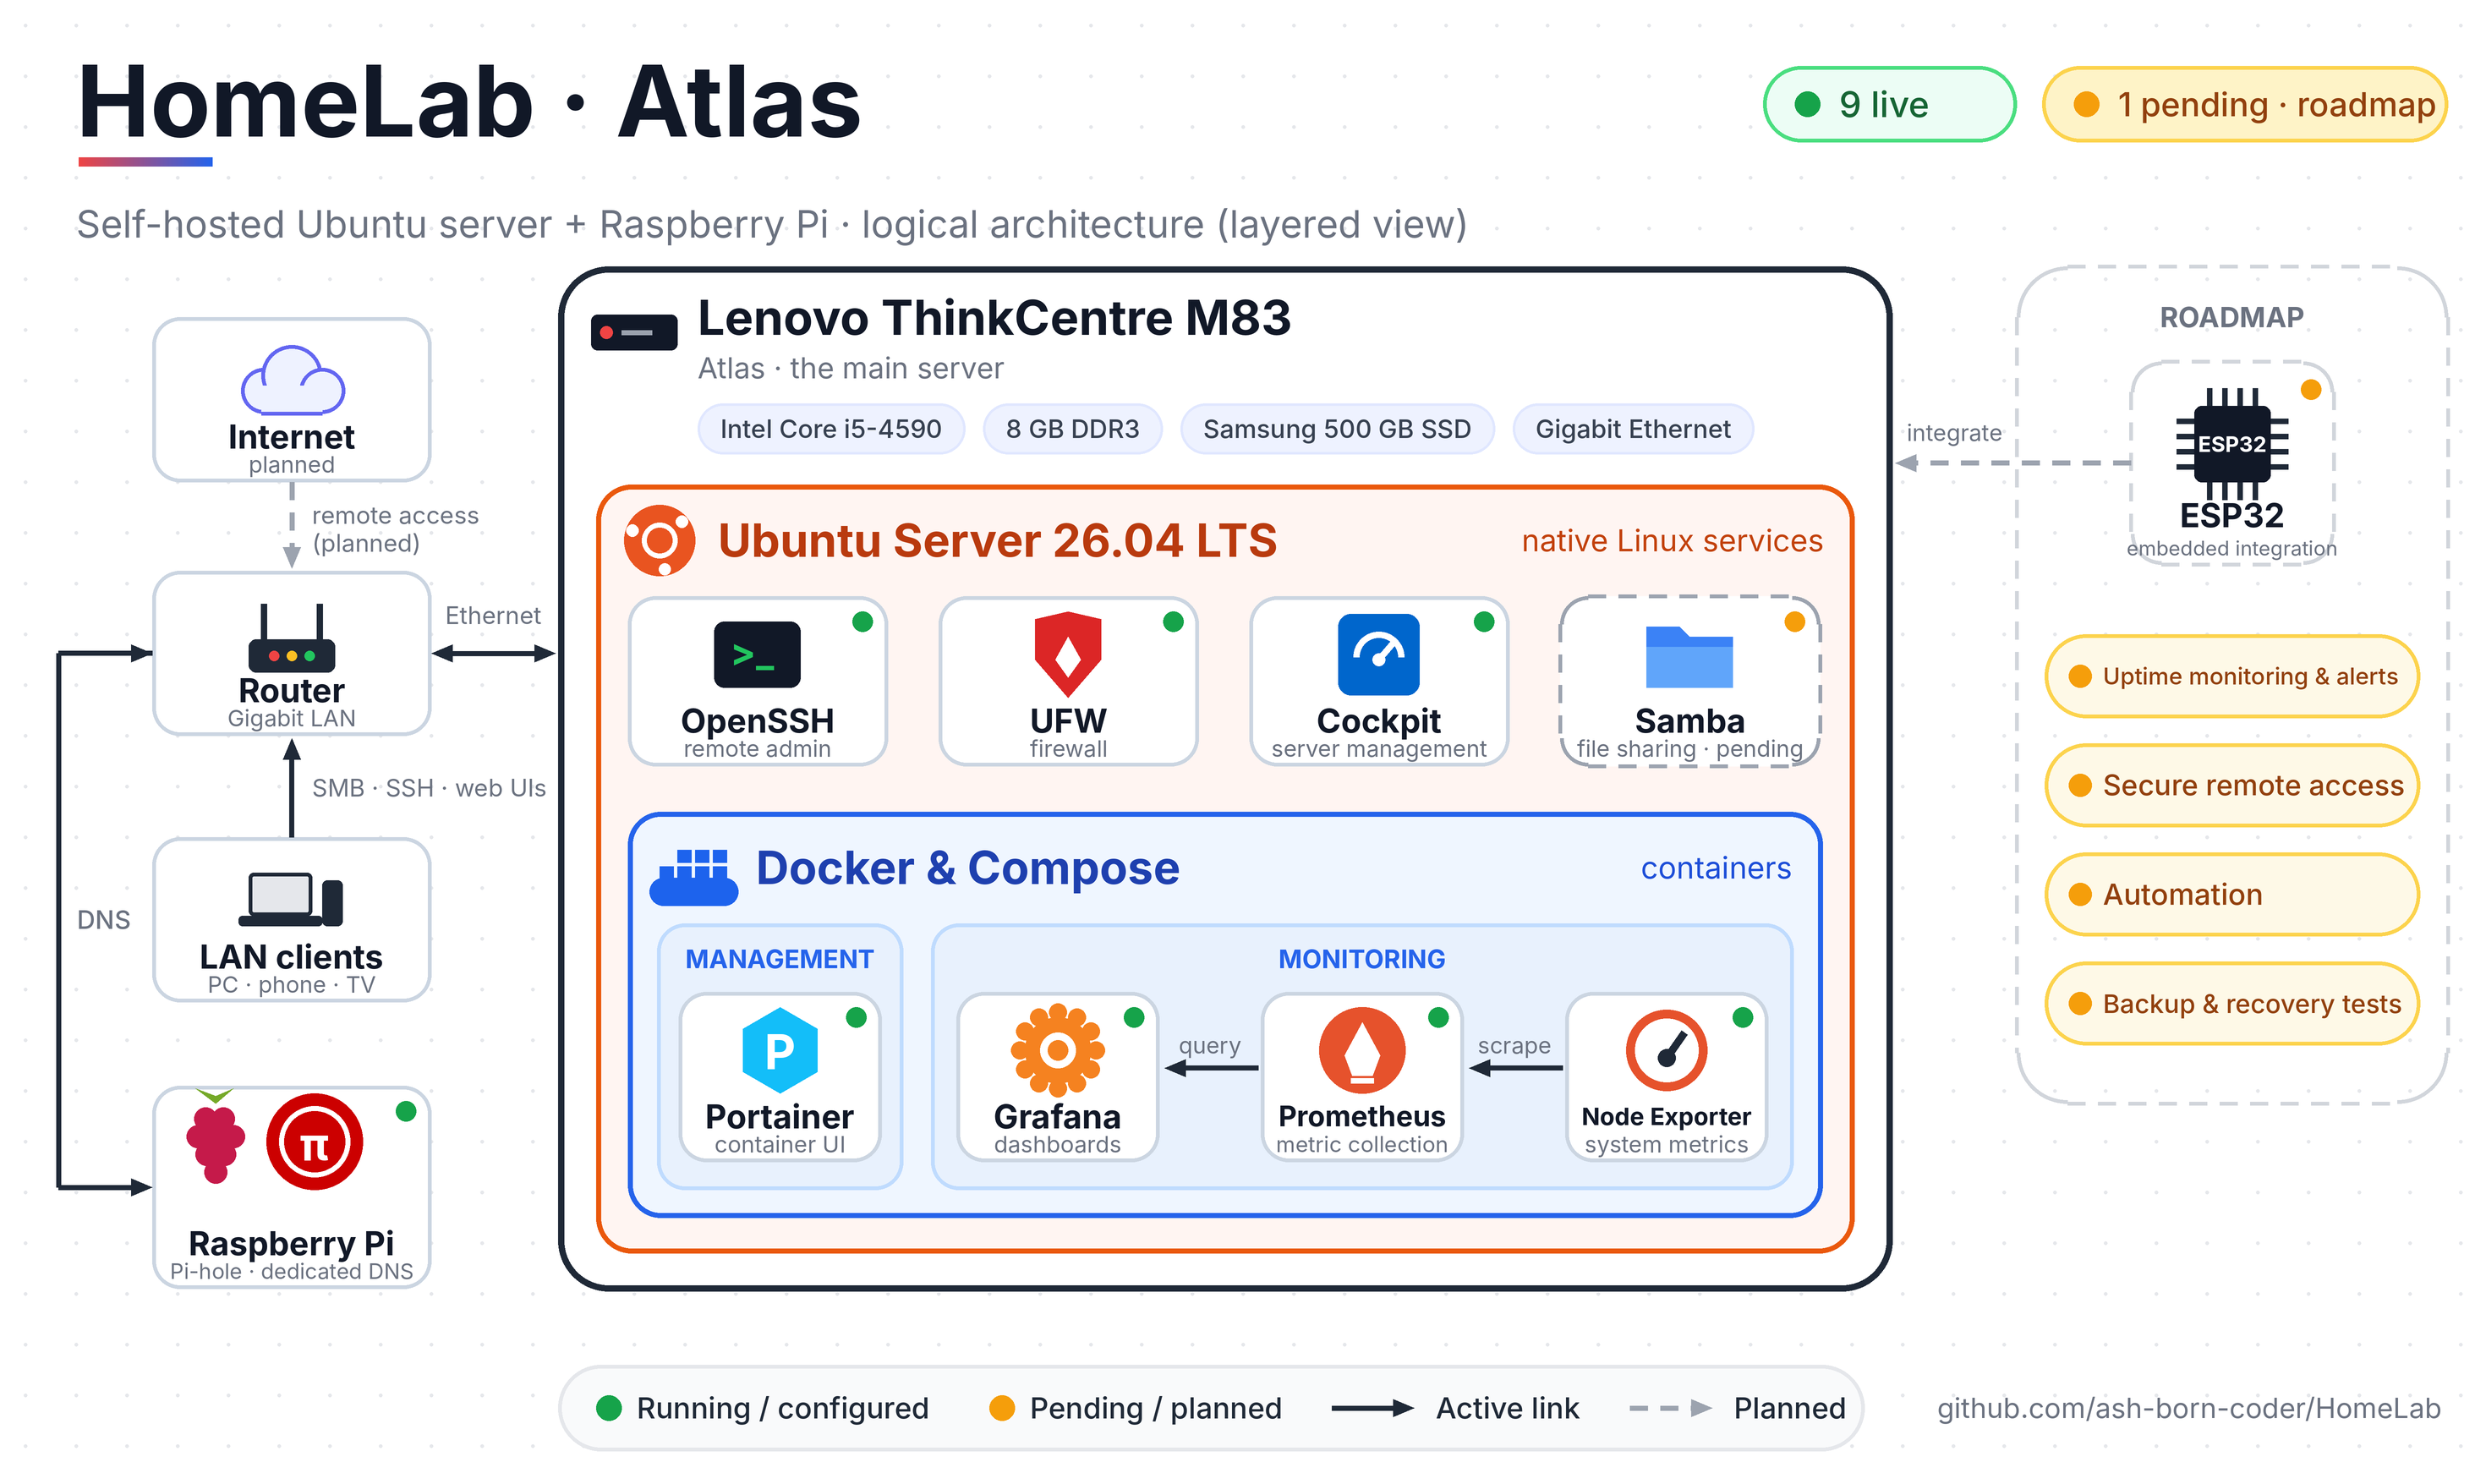 HomeLab · Atlas
9 live
1 pending · roadmap
Self-hosted Ubuntu server + Raspberry Pi · logical architecture (layered view)
Internet
planned
remote access
(planned)
Router
Gigabit LAN
Ethernet
SMB · SSH · web UIs
DNS
LAN clients
PC · phone · TV
π
Raspberry Pi
Pi-hole · dedicated DNS
Lenovo ThinkCentre M83
Atlas · the main server
Intel Core i5-4590
8 GB DDR3
Samsung 500 GB SSD
Gigabit Ethernet
Ubuntu Server 26.04 LTS
native Linux services
>_
OpenSSH
remote admin
UFW
firewall
Cockpit
server management
Samba
file sharing · pending
Docker & Compose
containers
MANAGEMENT
P
Portainer
container UI
MONITORING
Grafana
dashboards
query
Prometheus
metric collection
scrape
Node Exporter
system metrics
integrate
ROADMAP
ESP32
ESP32
embedded integration
Uptime monitoring & alerts
Secure remote access
Automation
Backup & recovery tests
Running / configured
Pending / planned
Active link
Planned
github.com/ash-born-coder/HomeLab